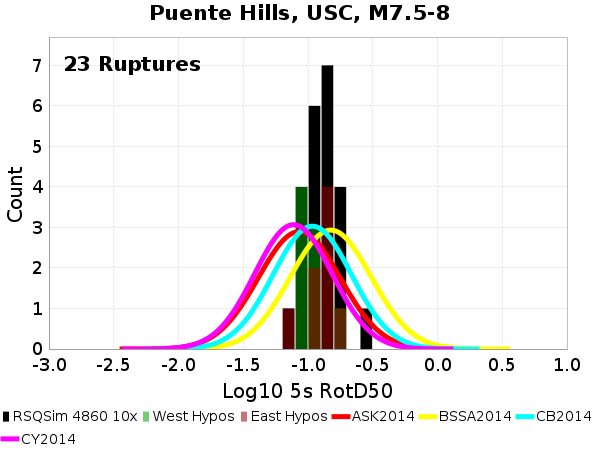 Puente Hills, USC, M7.5-8
23 Ruptures
7
6
5
4
3
2
1
0
Count
-3.0 -2.5 -2.0 -1.5 -1.0 -0.5 0.0 0.5 1.0
Log10 5s RotD50
RSQSim 4860 10x West Hypos East Hypos ASK2014 BSSA2014 CB2014
CY2014